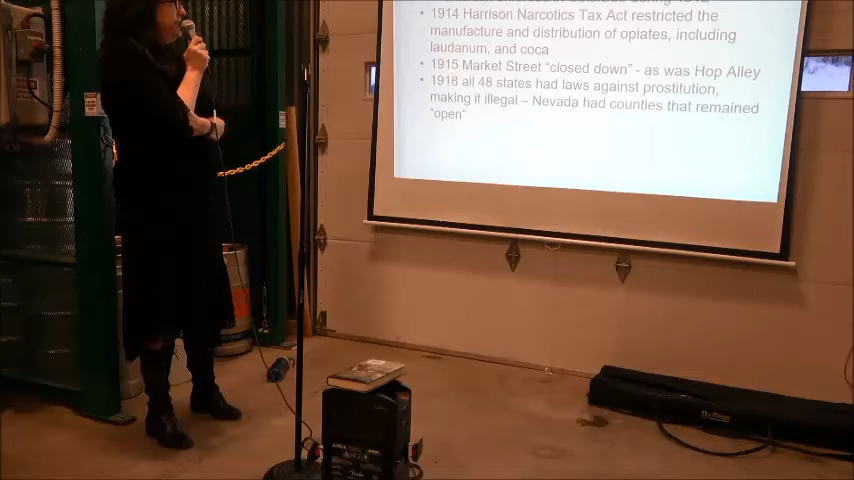 • 1914 Harrison Narcotics Tax Act restricted the
manufacture and distribution of opiates, including
laudanum, and coca
• 1915 Market Street "closed down" - as was Hop Alley
• 1918 all 48 states had laws against prostitution,
making it illegal – Nevada had counties that remained
"open"